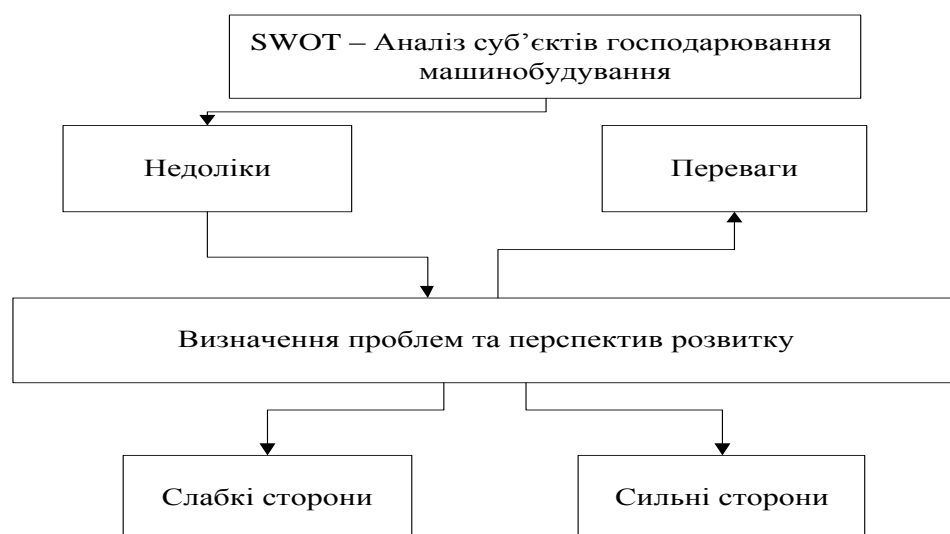 SWOT – Аналіз суб’єктів господарювання
машинобудування
Недоліки
Переваги
Визначення проблем та перспектив розвитку
Слабкі сторони
Сильні сторони